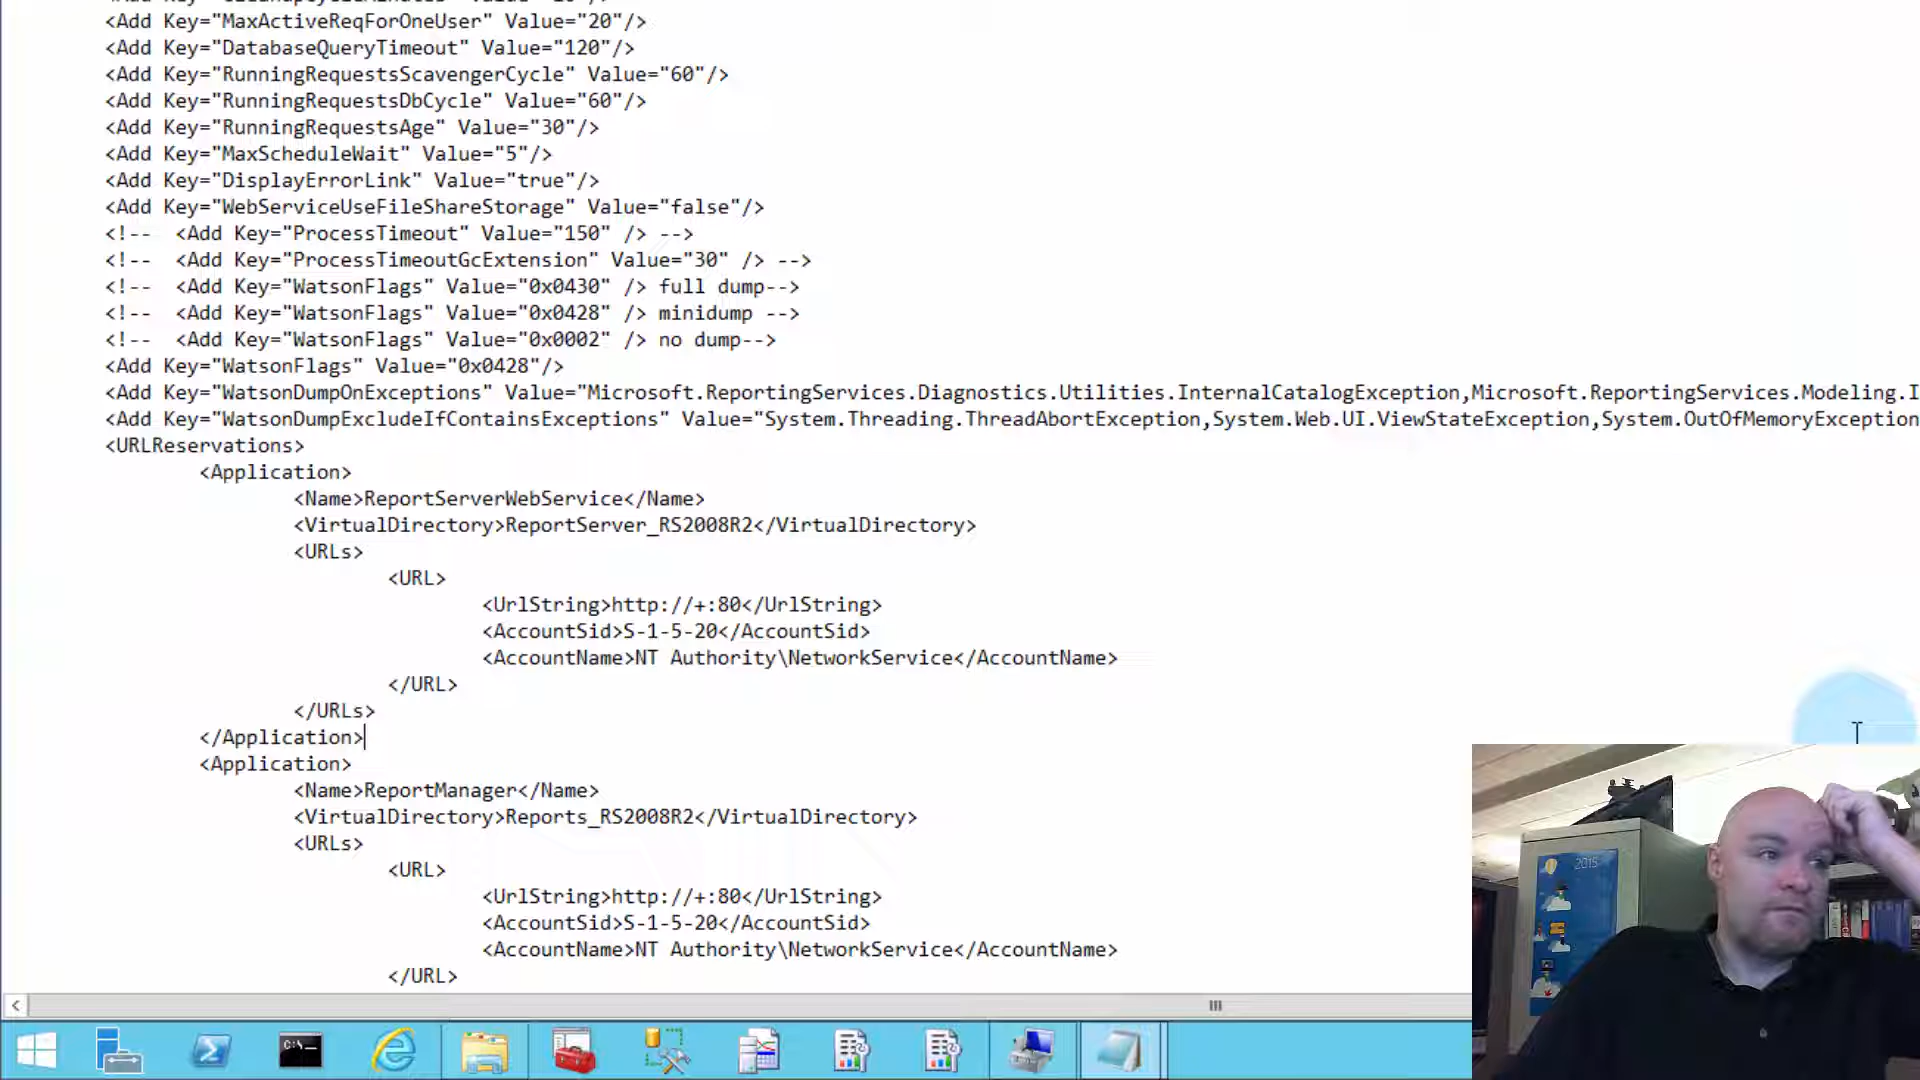 <Add Key="MaxActiveReqForOneUser" Value="20"/>
<Add Key="DatabaseQueryTimeout" Value="120"/>
<Add Key="RunningRequestsScavengerCycle" Value="60"/>
<Add Key="RunningRequestsDbCycle" Value="60"/>
<Add Key="RunningRequestsAge" Value="30"/>
<Add Key="MaxScheduleWait" Value="5"/>
<Add Key="DisplayErrorLink" Value="true"/>
<Add Key="WebServiceUseFileShareStorage" Value="false"/>
<!--  <Add Key="ProcessTimeout" Value="150" /> -->
<!--  <Add Key="ProcessTimeoutGcExtension" Value="30" /> -->
<!--  <Add Key="WatsonFlags" Value="0x0430" /> full dump-->
<!--  <Add Key="WatsonFlags" Value="0x0428" /> minidump -->
<!--  <Add Key="WatsonFlags" Value="0x0002" /> no dump-->
<Add Key="WatsonFlags" Value="0x0428"/>
<Add Key="WatsonDumpOnExceptions" Value="Microsoft.ReportingServices.Diagnostics.Utilities.InternalCatalogException,Microsoft.ReportingServices.Modeling.I
<Add Key="WatsonDumpExcludeIfContainsExceptions" Value="System.Threading.ThreadAbortException,System.Web.UI.ViewStateException,System.OutOfMemoryException
<URLReservations>
<Application>
<Name>ReportServerWebService</Name>
<VirtualDirectory>ReportServer_RS2008R2</VirtualDirectory>
<URLs>
<URL>
<UrlString>http://+:80</UrlString>
<AccountSid>S-1-5-20</AccountSid>
<AccountName>NT Authority\NetworkService</AccountName>
</URL>
</URLs>
</Application>
<Application>
<Name>ReportManager</Name>
<VirtualDirectory>Reports_RS2008R2</VirtualDirectory>
<URLs>
<URL>
<UrlString>http://+:80</UrlString>
<AccountSid>S-1-5-20</AccountSid>
<AccountName>NT Authority\NetworkService</AccountName>
</URL>
2015
C:\_